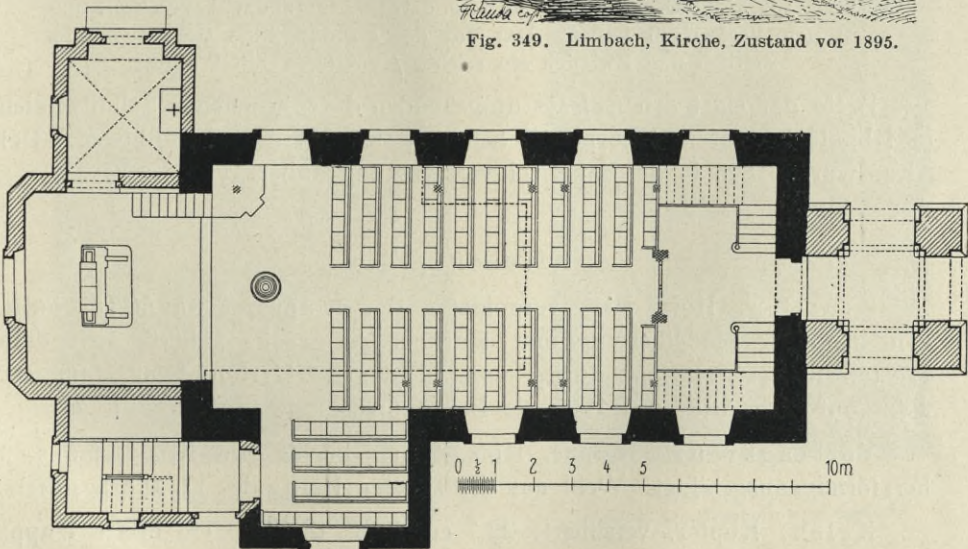 Fig. 349. Limbach, Kirche, Zustand vor 1895.
0 ½ 1 2 3 4 5 10m